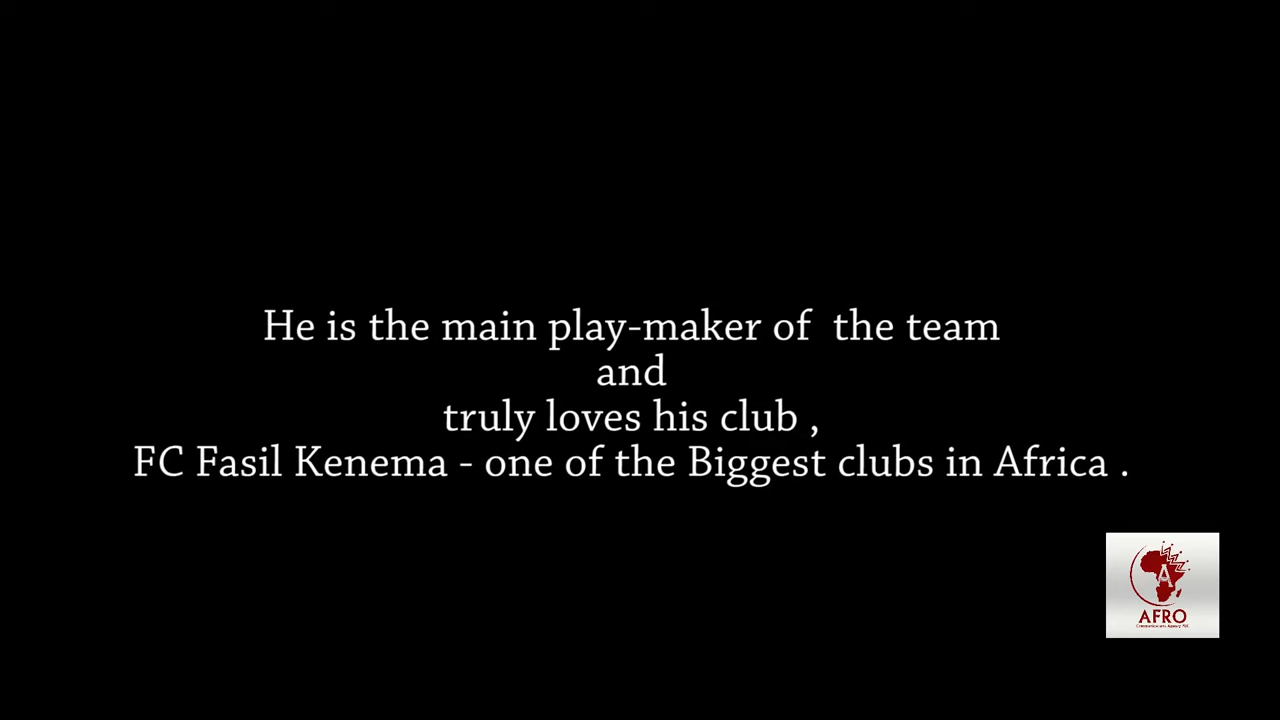 He is the main play-maker of  the team
and
truly loves his club ,
FC Fasil Kenema - one of the Biggest clubs in Africa .
A
AFRO